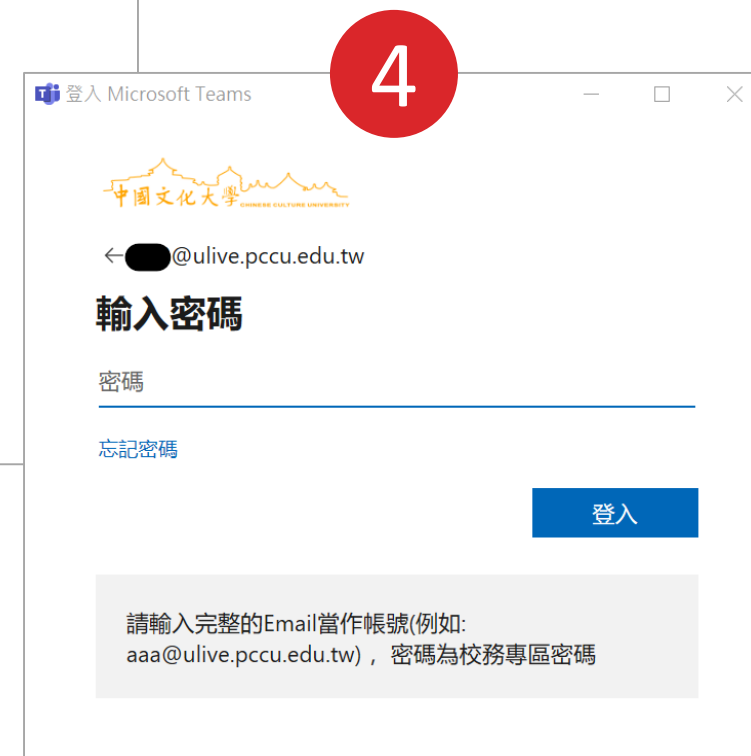 4
登入 Microsoft Teams
中國文化大學 CHINESE CULTURE UNIVERSITY
@ulive.pccu.edu.tw
輸入密碼
密碼
忘記密碼
登入
請輸入完整的Email當作帳號(例如:
aaa@ulive.pccu.edu.tw) ，密碼為校務專區密碼